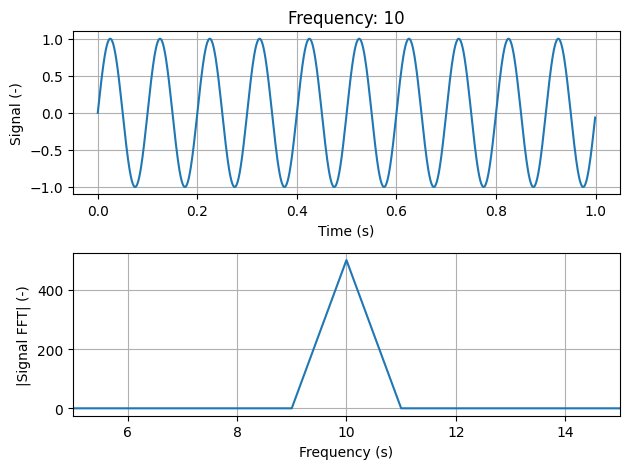 Frequency: 10
1.0
0.5
0.0
−0.5
−1.0
Signal (-)
0.0 0.2 0.4 0.6 0.8 1.0
Time (s)
400
200
0
|Signal FFT| (-)
6 8 10 12 14
Frequency (s)